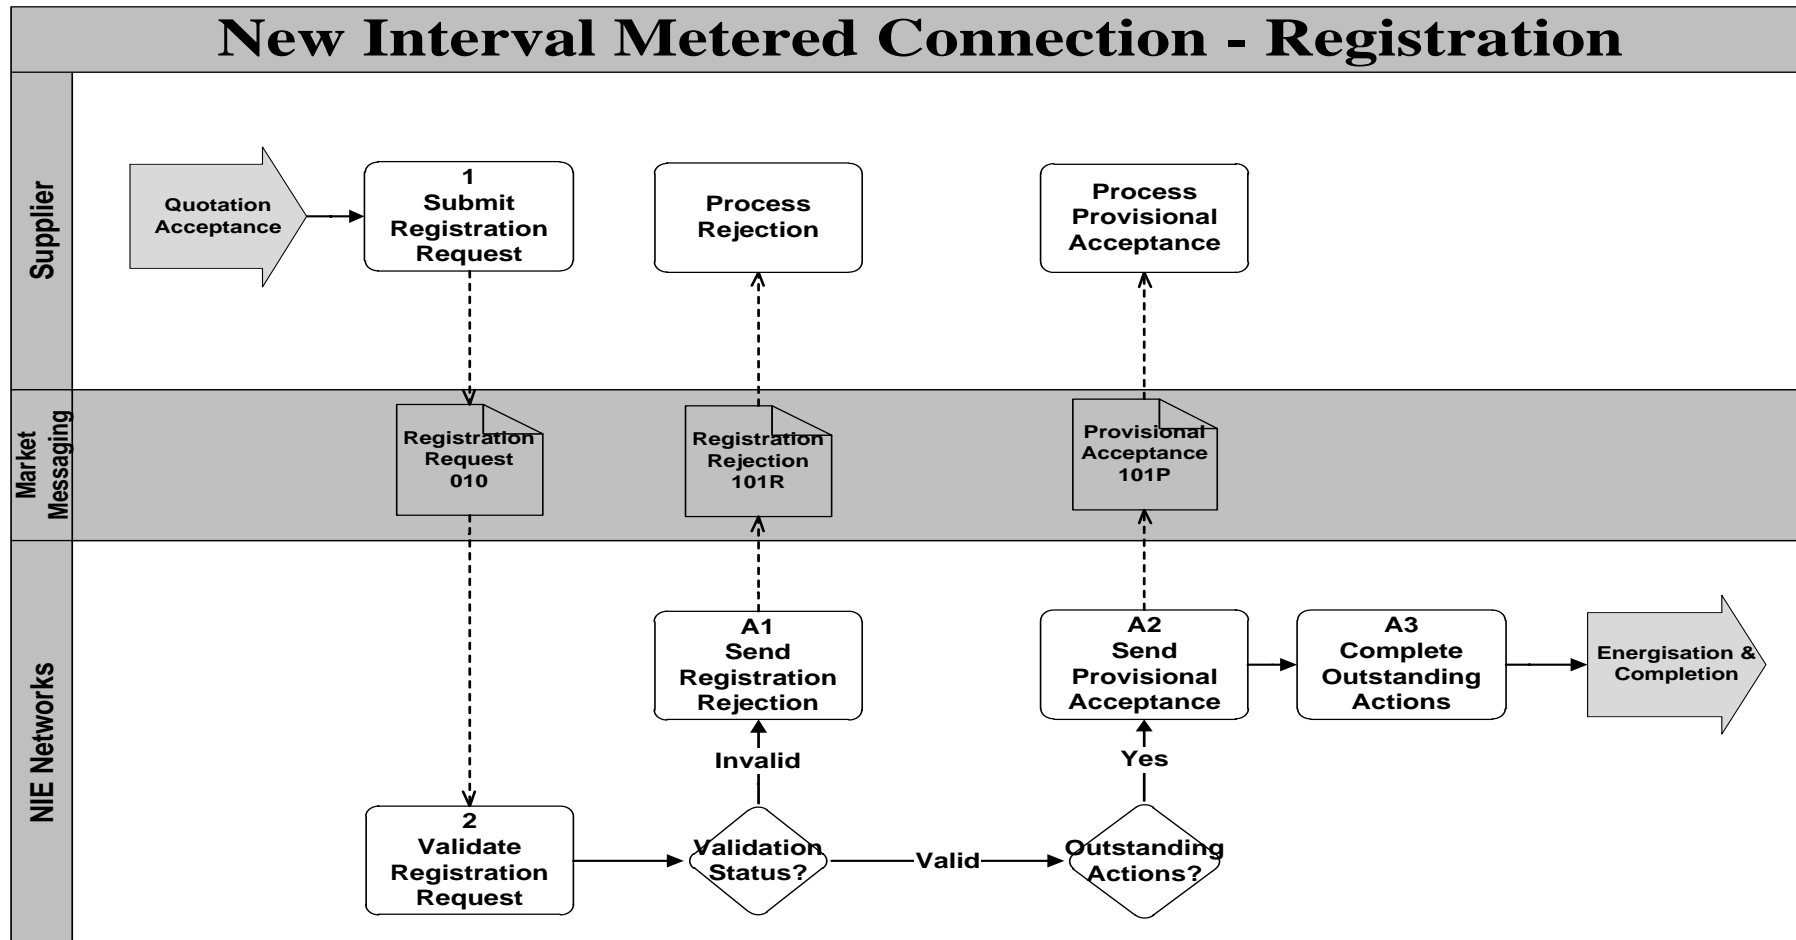 New Interval Metered Connection - Registration
Supplier
Quotation
Acceptance
1
Submit
Registration
Request
Process
Rejection
Process
Provisional
Acceptance
Market
Messaging
Registration
Request
010
Registration
Rejection
101R
Provisional
Acceptance
101P
NIE Networks
A1
Send
Registration
Rejection
A2
Send
Provisional
Acceptance
A3
Complete
Outstanding
Actions
Energisation &
Completion
Invalid
Yes
2
Validate
Registration
Request
Validation
Status?
Valid
Outstanding
Actions?